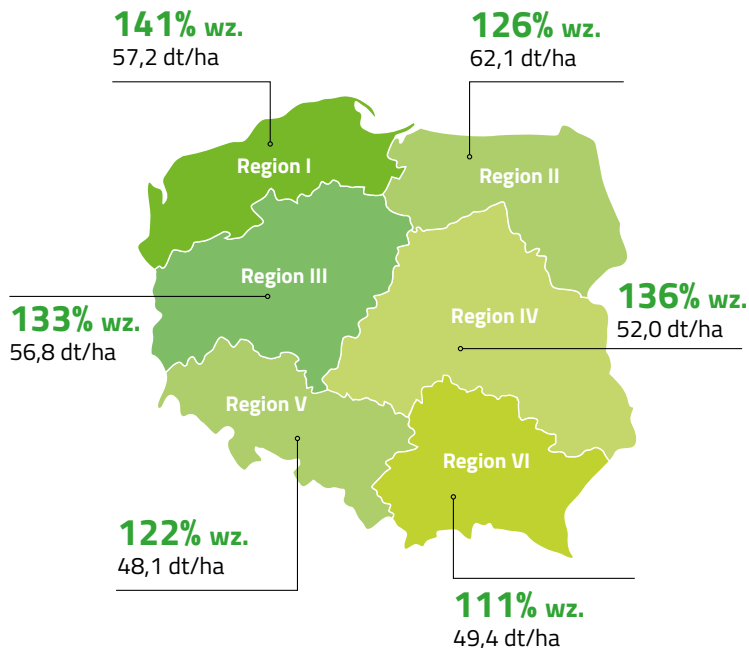 141% wz.
57,2 dt/ha
126% wz.
62,1 dt/ha
Region I
Region II
Region III
133% wz.
56,8 dt/ha
Region IV
136% wz.
52,0 dt/ha
Region V
Region VI
122% wz.
48,1 dt/ha
111% wz.
49,4 dt/ha